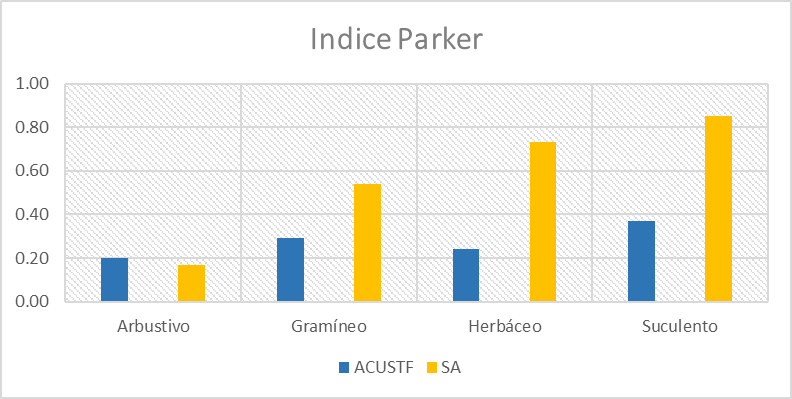 Indice Parker
1.00
0.80
0.60
0.40
0.20
0.00
Arbustivo Gramíneo Herbáceo Suculento
ACUSTF SA